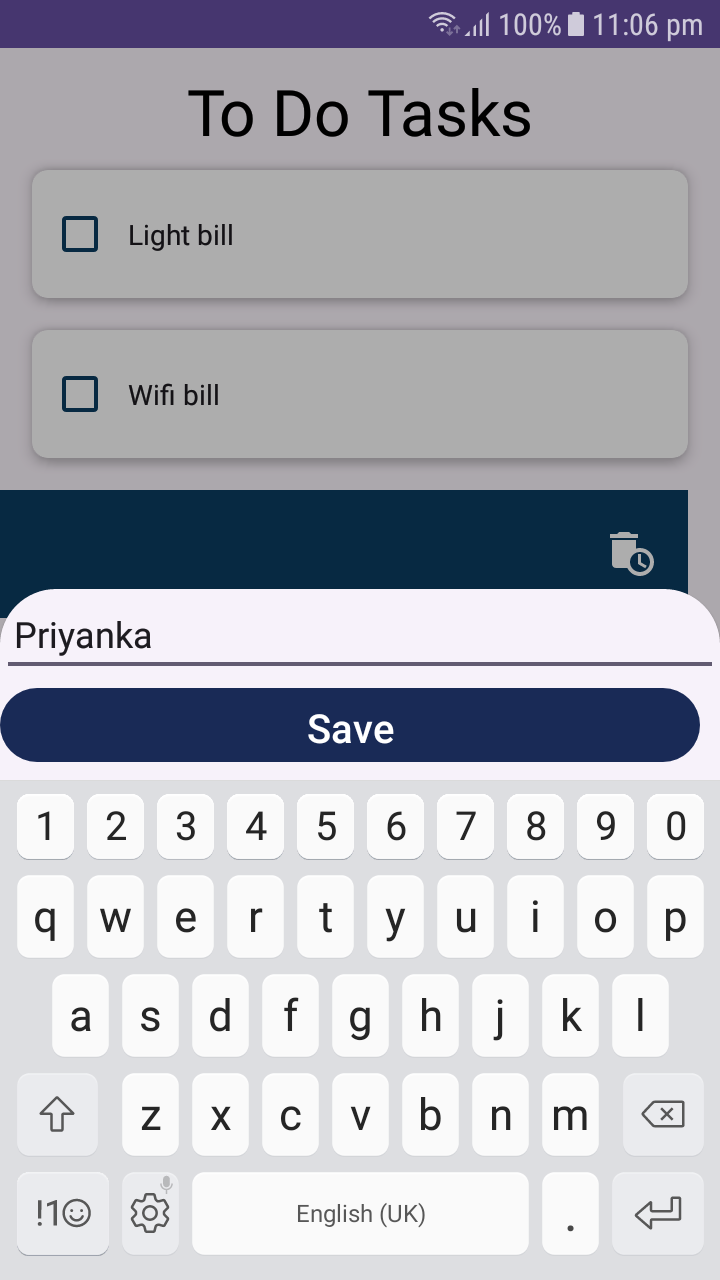 100% 11:06 pm
To Do Tasks
Light bill
Wifi bill
Priyanka
Save
1 2 3 4 5 6 7 8 9 0
q w e r t y u i o p
a s d f g h j k l
z x c v b n m
!1☺ English (UK) .